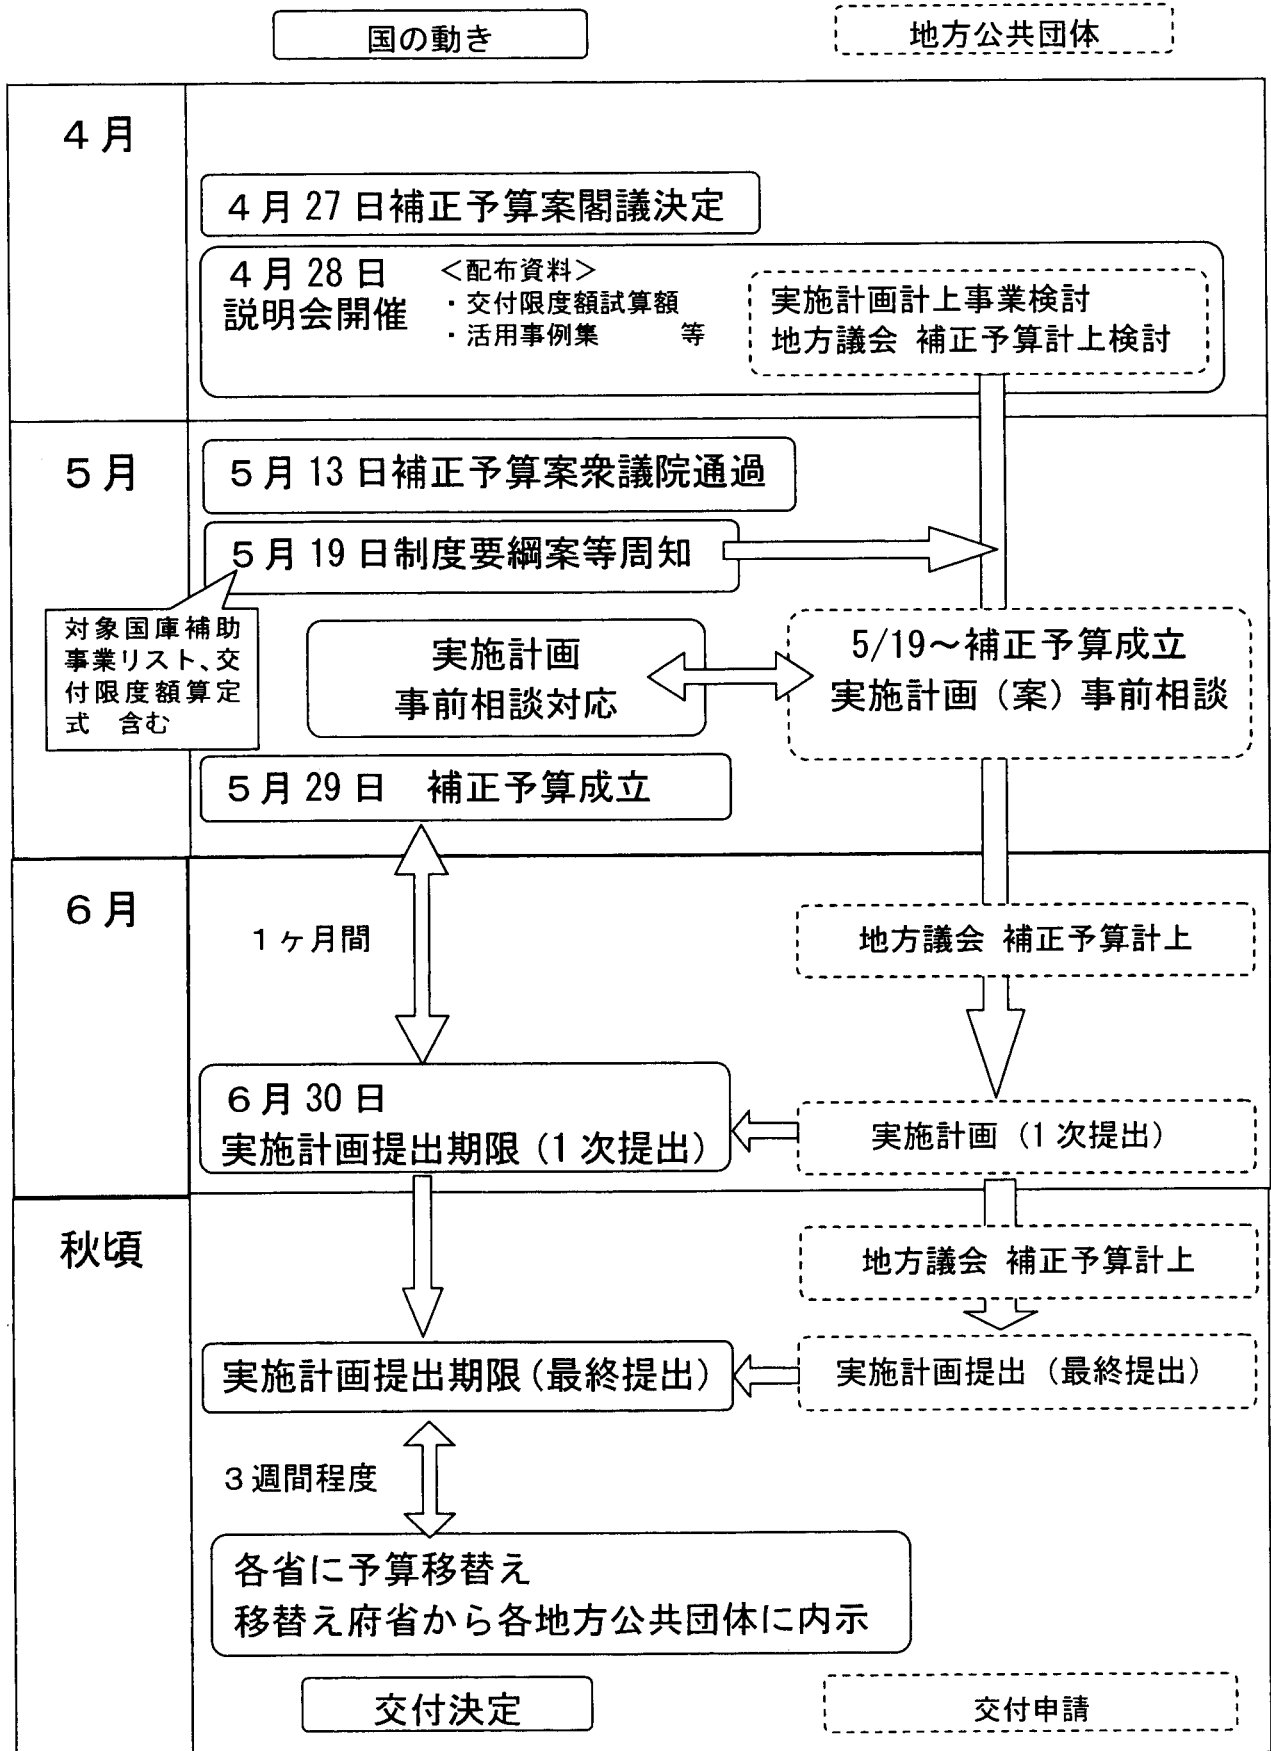 国の動き
地方公共団体
４月
４月 27 日補正予算案閣議決定
４月 28 日
説明会開催
＜配布資料＞
・交付限度額試算額
・活用事例集　　　等
実施計画計上事業検討
地方議会 補正予算計上検討
５月
５月 13 日補正予算案衆議院通過
５月 19 日制度要綱案等周知
対象国庫補助
事業リスト、交
付限度額算定
式　含む
実施計画
事前相談対応
5/19～補正予算成立
実施計画（案）事前相談
５月 29 日　補正予算成立
６月
１ヶ月間
地方議会 補正予算計上
６月 30 日
実施計画提出期限（1 次提出）
実施計画（1 次提出）
秋頃
地方議会 補正予算計上
実施計画提出期限（最終提出）
実施計画提出（最終提出）
３週間程度
各省に予算移替え
移替え府省から各地方公共団体に内示
交付決定
交付申請